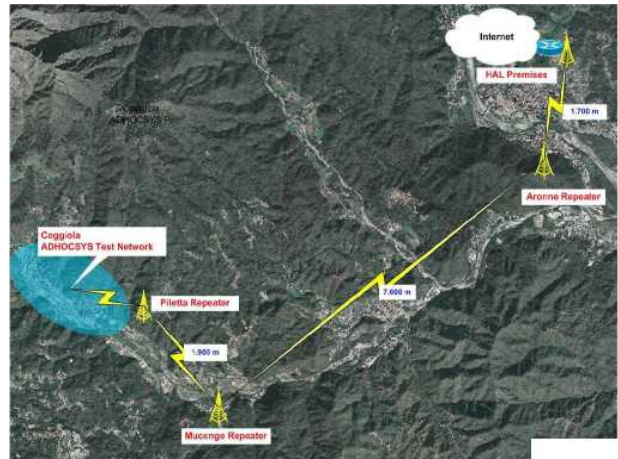 Internet
HAL Premises
1.700 m
Aronne Repeater
Coggiola
ADHOCSYS Test Network
Piletta Repeater
7.000 m
1.900 m
Mucengo Repeater